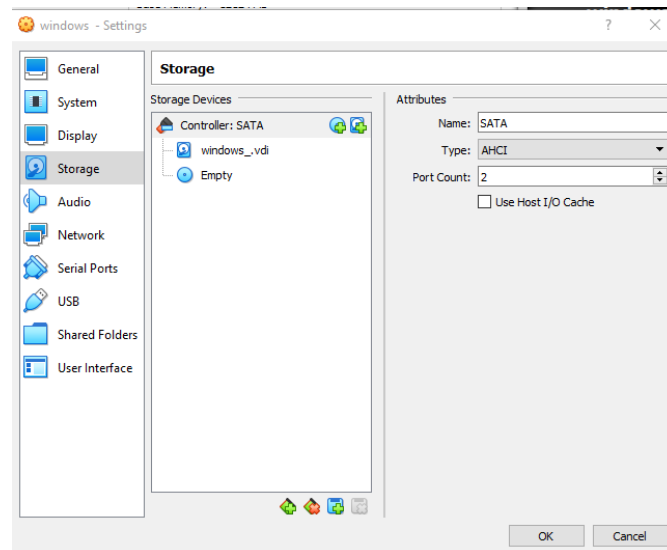 windows - Settings
?
General
System
Display
Storage
Audio
Network
Serial Ports
USB
Shared Folders
User Interface
Storage
Storage Devices
Controller: SATA
windows_.vdi
Empty
Attributes
Name: SATA
Type: AHCI
Port Count: 2
Use Host I/O Cache
OK
Cancel